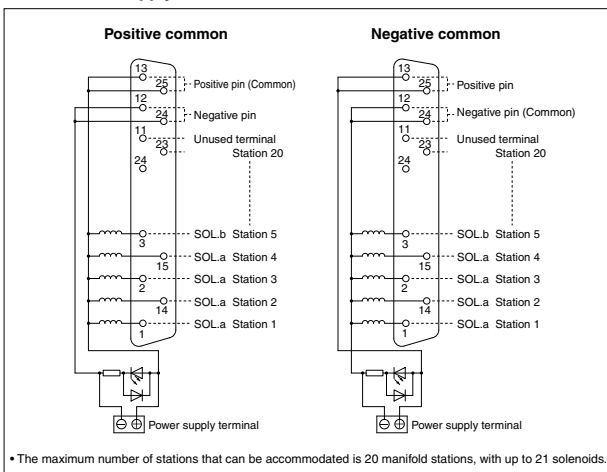 Positive common
13
25
Positive pin (Common)
12
24
Negative pin
11
Unused terminal
23
Station 20
24
3
SOL.b Station 5
15
SOL.a Station 4
2
SOL.a Station 3
14
SOL.a Station 2
1
SOL.a Station 1
⊖ ⊕ Power supply terminal
Negative common
13
25
Positive pin
12
24
Negative pin (Common)
11
Unused terminal
23
Station 20
24
3
SOL.b Station 5
15
SOL.a Station 4
2
SOL.a Station 3
14
SOL.a Station 2
1
SOL.a Station 1
⊖ ⊕ Power supply terminal
• The maximum number of stations that can be accommodated is 20 manifold stations, with up to 21 solenoids.